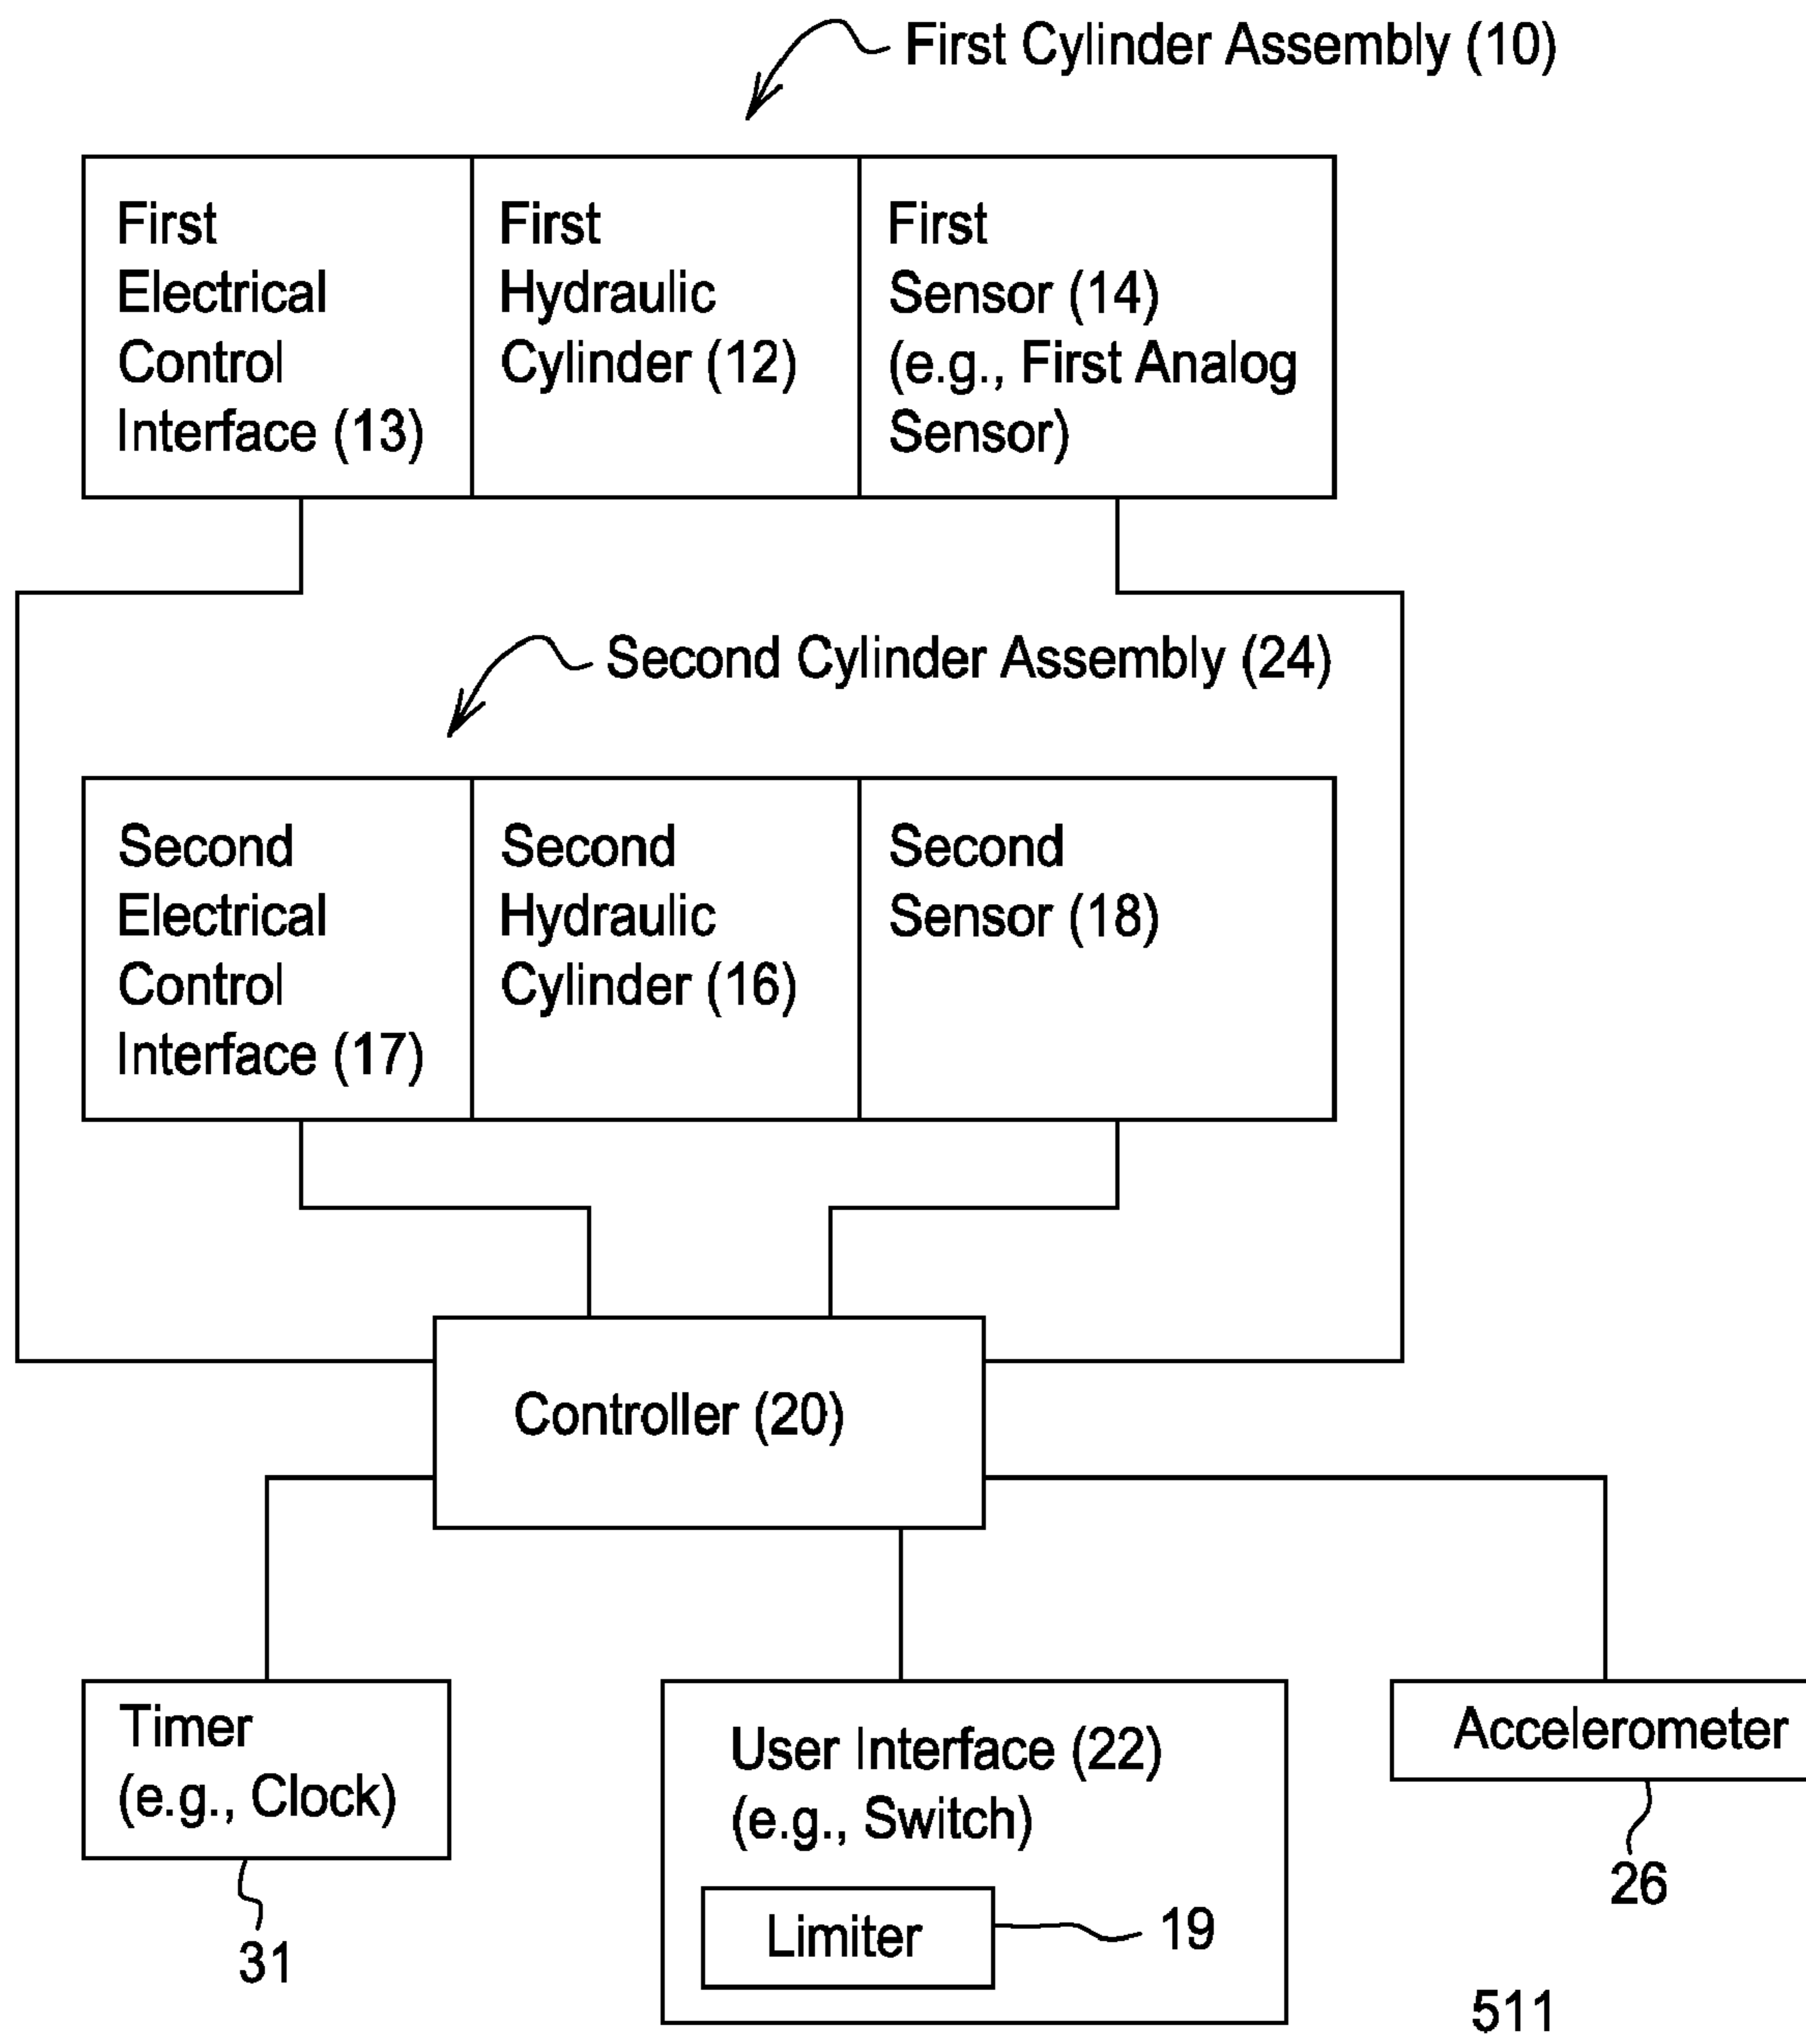 First Cylinder Assembly (10)
First
Electrical
Control
Interface (13)
First
Hydraulic
Cylinder (12)
First
Sensor (14)
(e.g., First Analog
Sensor)
Second Cylinder Assembly (24)
Second
Electrical
Control
Interface (17)
Second
Hydraulic
Cylinder (16)
Second
Sensor (18)
Controller (20)
Timer
(e.g., Clock)
31
User Interface (22)
(e.g., Switch)
Limiter
19
Accelerometer
26
511